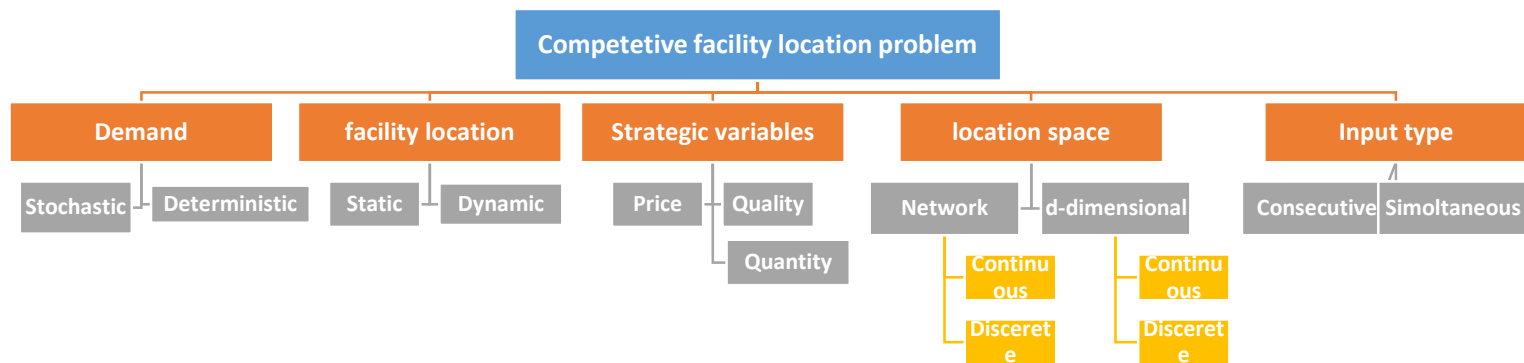 Competetive facility location problem
Demand
facility location
Strategic variables
location space
Input type
Stochastic
Deterministic
Static
Dynamic
Price
Quality
Quantity
Network
d-dimensional
Consecutive
Simoltaneous
Continu
ous
Disceret
e
Continu
ous
Disceret
e